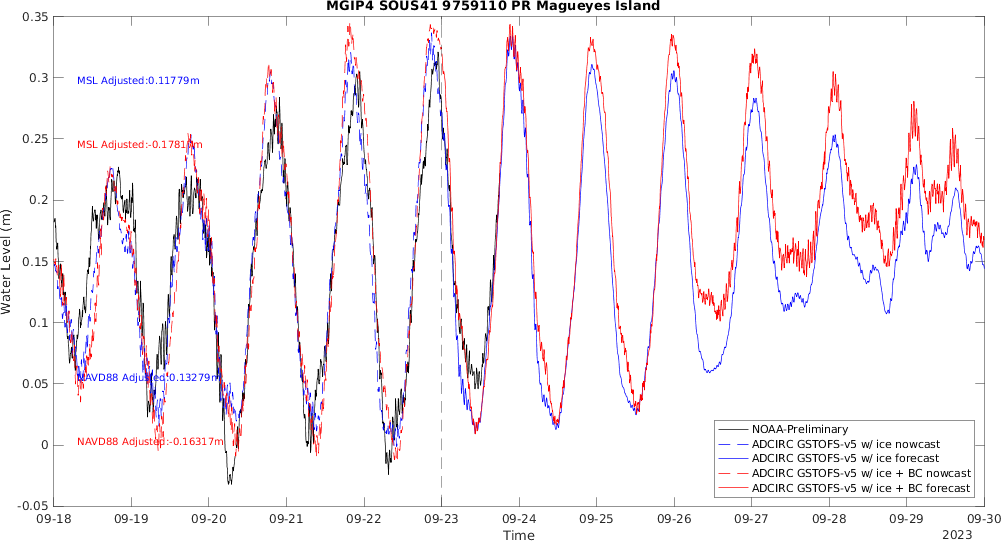 MGIP4 SOUS41 9759110 PR Magueyes Island
0.35
0.3
0.25
0.2
0.15
0.1
0.05
0
-0.05
Water Level (m)
MSL Adjusted:0.11779m
MSL Adjusted:-0.1781 m
NAVD88 Adjusted:0.13279m
NAVD88 Adjusted:-0.16317m
NOAA-Preliminary
ADCIRC GSTOFS-v5 w/ ice nowcast
ADCIRC GSTOFS-v5 w/ ice forecast
ADCIRC GSTOFS-v5 w/ ice + BC nowcast
ADCIRC GSTOFS-v5 w/ ice + BC forecast
09-18 09-19 09-20 09-21 09-22 09-23 09-24 09-25 09-26 09-27 09-28 09-29 09-30
Time
2023